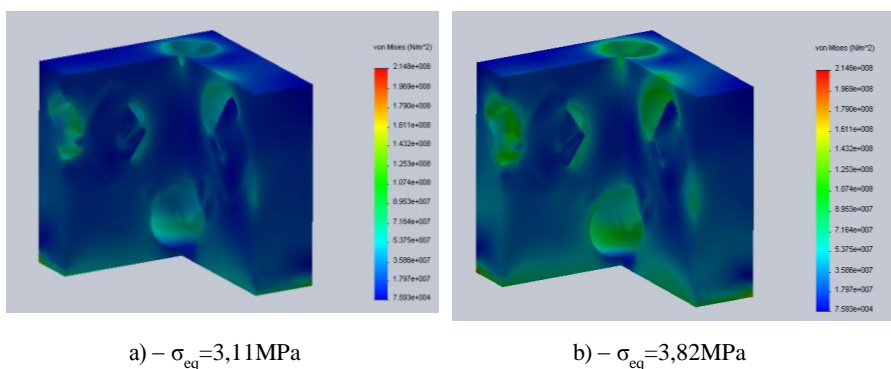 von Mises (N/m^2)
2.148e+008
1.969e+008
1.790e+008
1.611e+008
1.432e+008
1.253e+008
1.074e+008
8.953e+007
7.164e+007
5.375e+007
3.586e+007
1.797e+007
7.593e+004
von Mises (N/m^2)
2.148e+008
1.969e+008
1.790e+008
1.611e+008
1.432e+008
1.253e+008
1.074e+008
8.953e+007
7.164e+007
5.375e+007
3.586e+007
1.797e+007
7.593e+004
a) – σeq=3,11MPa
b) – σeq=3,82MPa